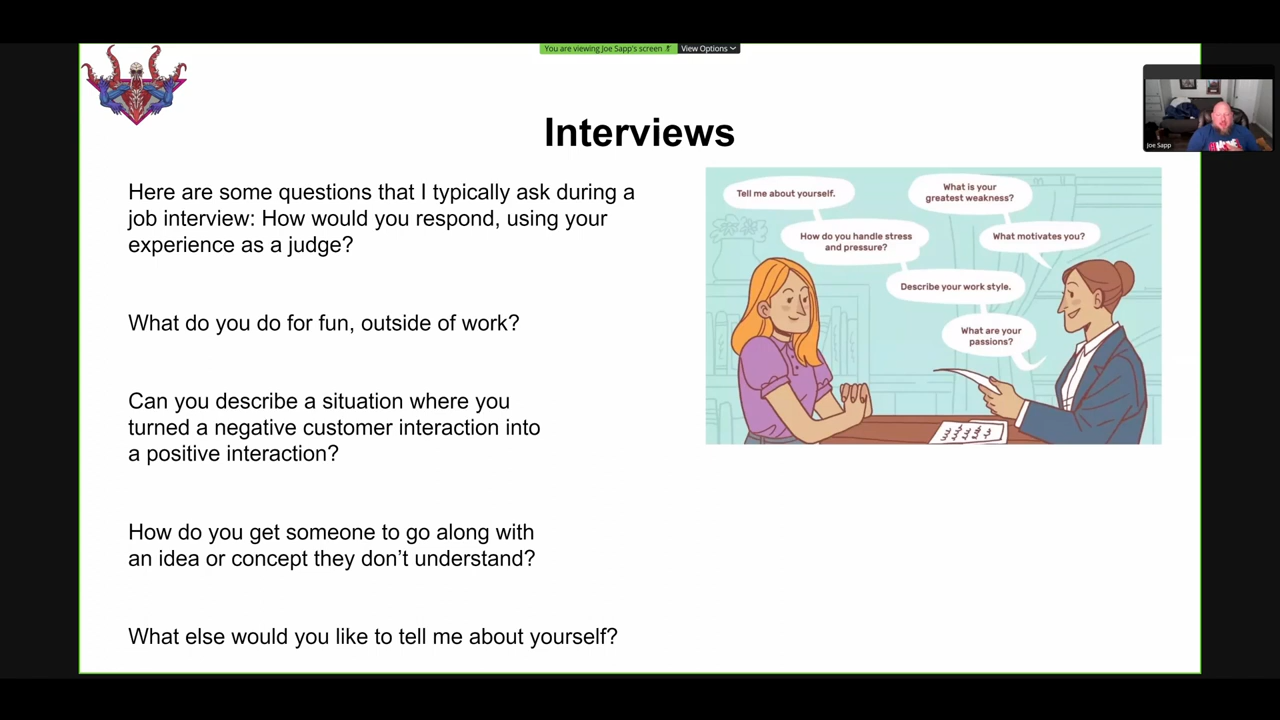 You are viewing Joe Sapp's screen
View Options
Joe Sapp
Interviews
Here are some questions that I typically ask during a
job interview: How would you respond, using your
experience as a judge?
What do you do for fun, outside of work?
Can you describe a situation where you
turned a negative customer interaction into
a positive interaction?
How do you get someone to go along with
an idea or concept they don’t understand?
What else would you like to tell me about yourself?
Tell me about yourself.
What is your
greatest weakness?
How do you handle stress
and pressure?
What motivates you?
Describe your work style.
What are your
passions?